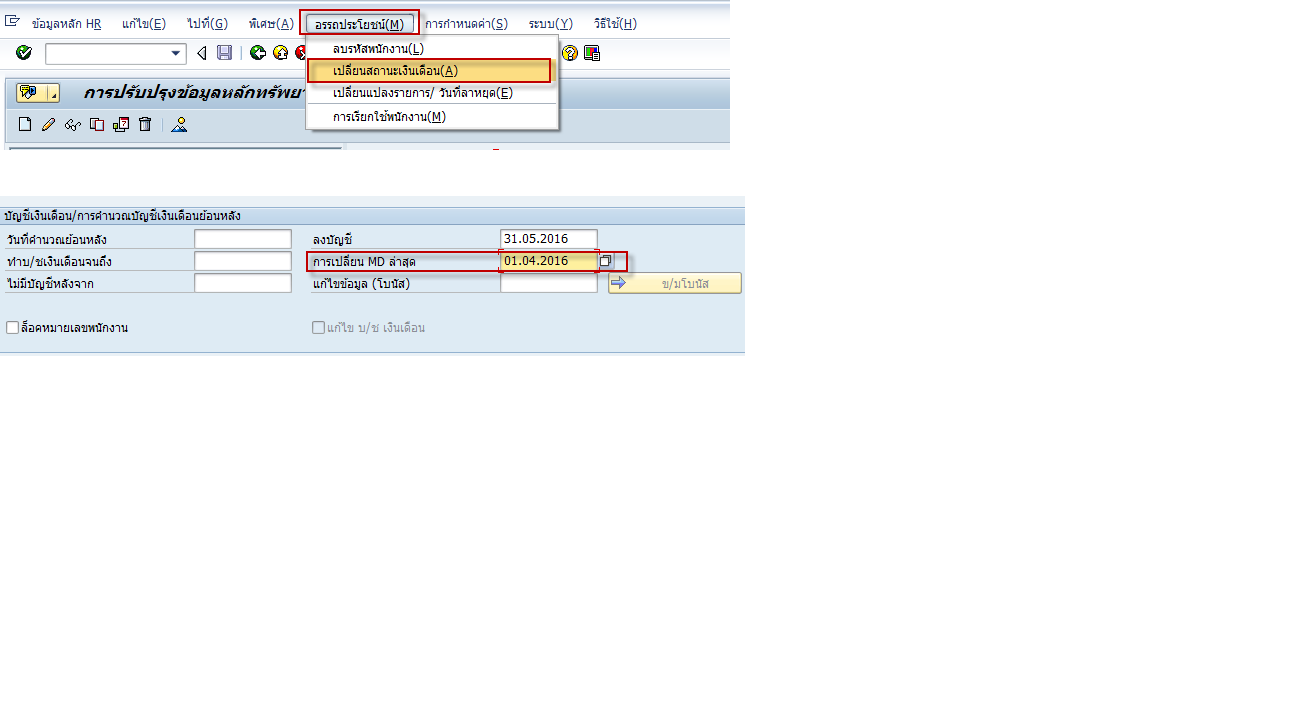 ข้อมูลหลัก HR แก้ไข(E) ไปที่(G) พิเศษ(A) อรรถประโยชน์(M) การกำหนดค่า(S) ระบบ(Y) วิธีใช้(H)
ลบรหัสพนักงาน(L)
เปลี่ยนสถานะเงินเดือน(A)
การปรับปรุงข้อมูลหลักทรัพยา
เปลี่ยนแปลงรายการ/ วันที่ลาหยุด(E)
การเรียกใช้พนักงาน(M)
บัญชีเงินเดือน/การคำนวณบัญชีเงินเดือนย้อนหลัง
วันที่คำนวณย้อนหลัง ลงบัญชี 31.05.2016
ทำบ/ชเงินเดือนจนถึง การเปลี่ยน MD ล่าสุด 01.04.2016
ไม่มีบัญชีหลังจาก แก้ไขข้อมูล (โบนัส) ข/มโบนัส
ล็อคหมายเลขพนักงาน แก้ไข บ/ช เงินเดือน